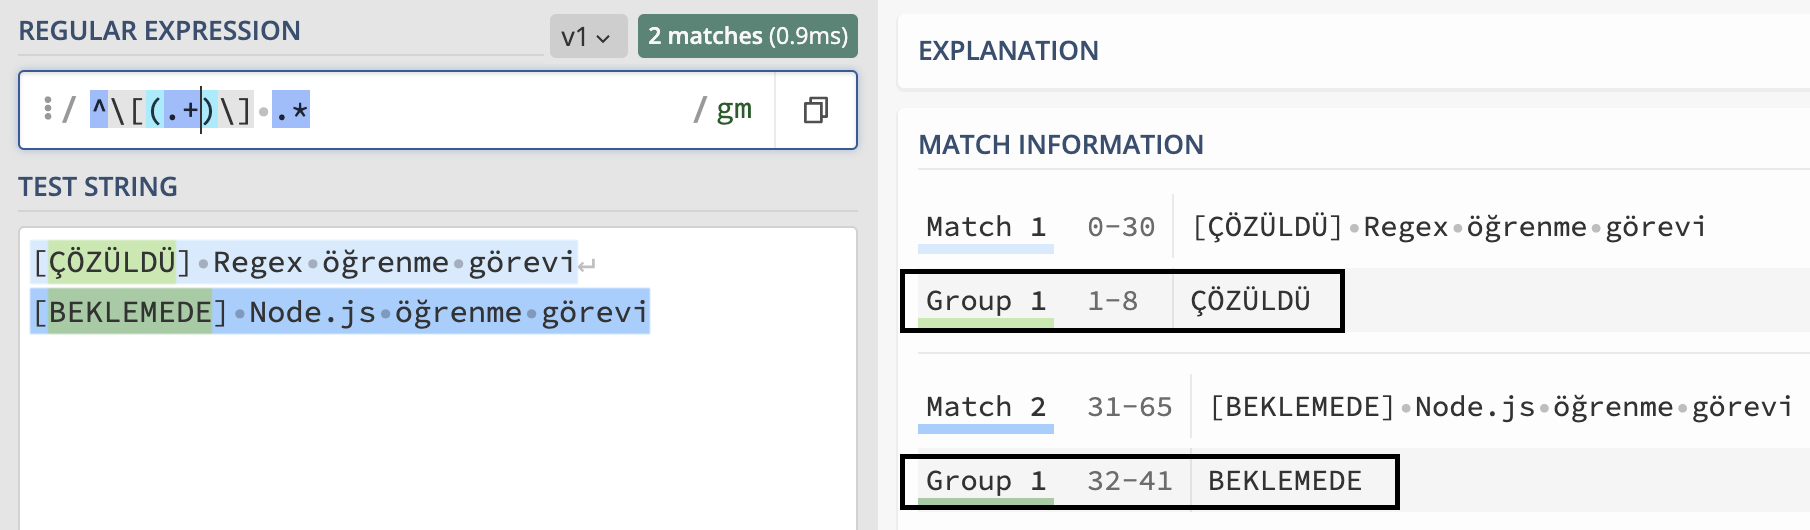 REGULAR EXPRESSION
v1 2 matches (0.9ms)
/ ^\[(.+)\]·.* / gm
TEST STRING
[ÇÖZÜLDÜ]·Regex·öğrenme·görevi↵
[BEKLEMEDE]·Node.js·öğrenme·görevi
EXPLANATION
MATCH INFORMATION
Match 1 0-30 [ÇÖZÜLDÜ]·Regex·öğrenme·görevi
Group 1 1-8 ÇÖZÜLDÜ
Match 2 31-65 [BEKLEMEDE]·Node.js·öğrenme·görevi
Group 1 32-41 BEKLEMEDE